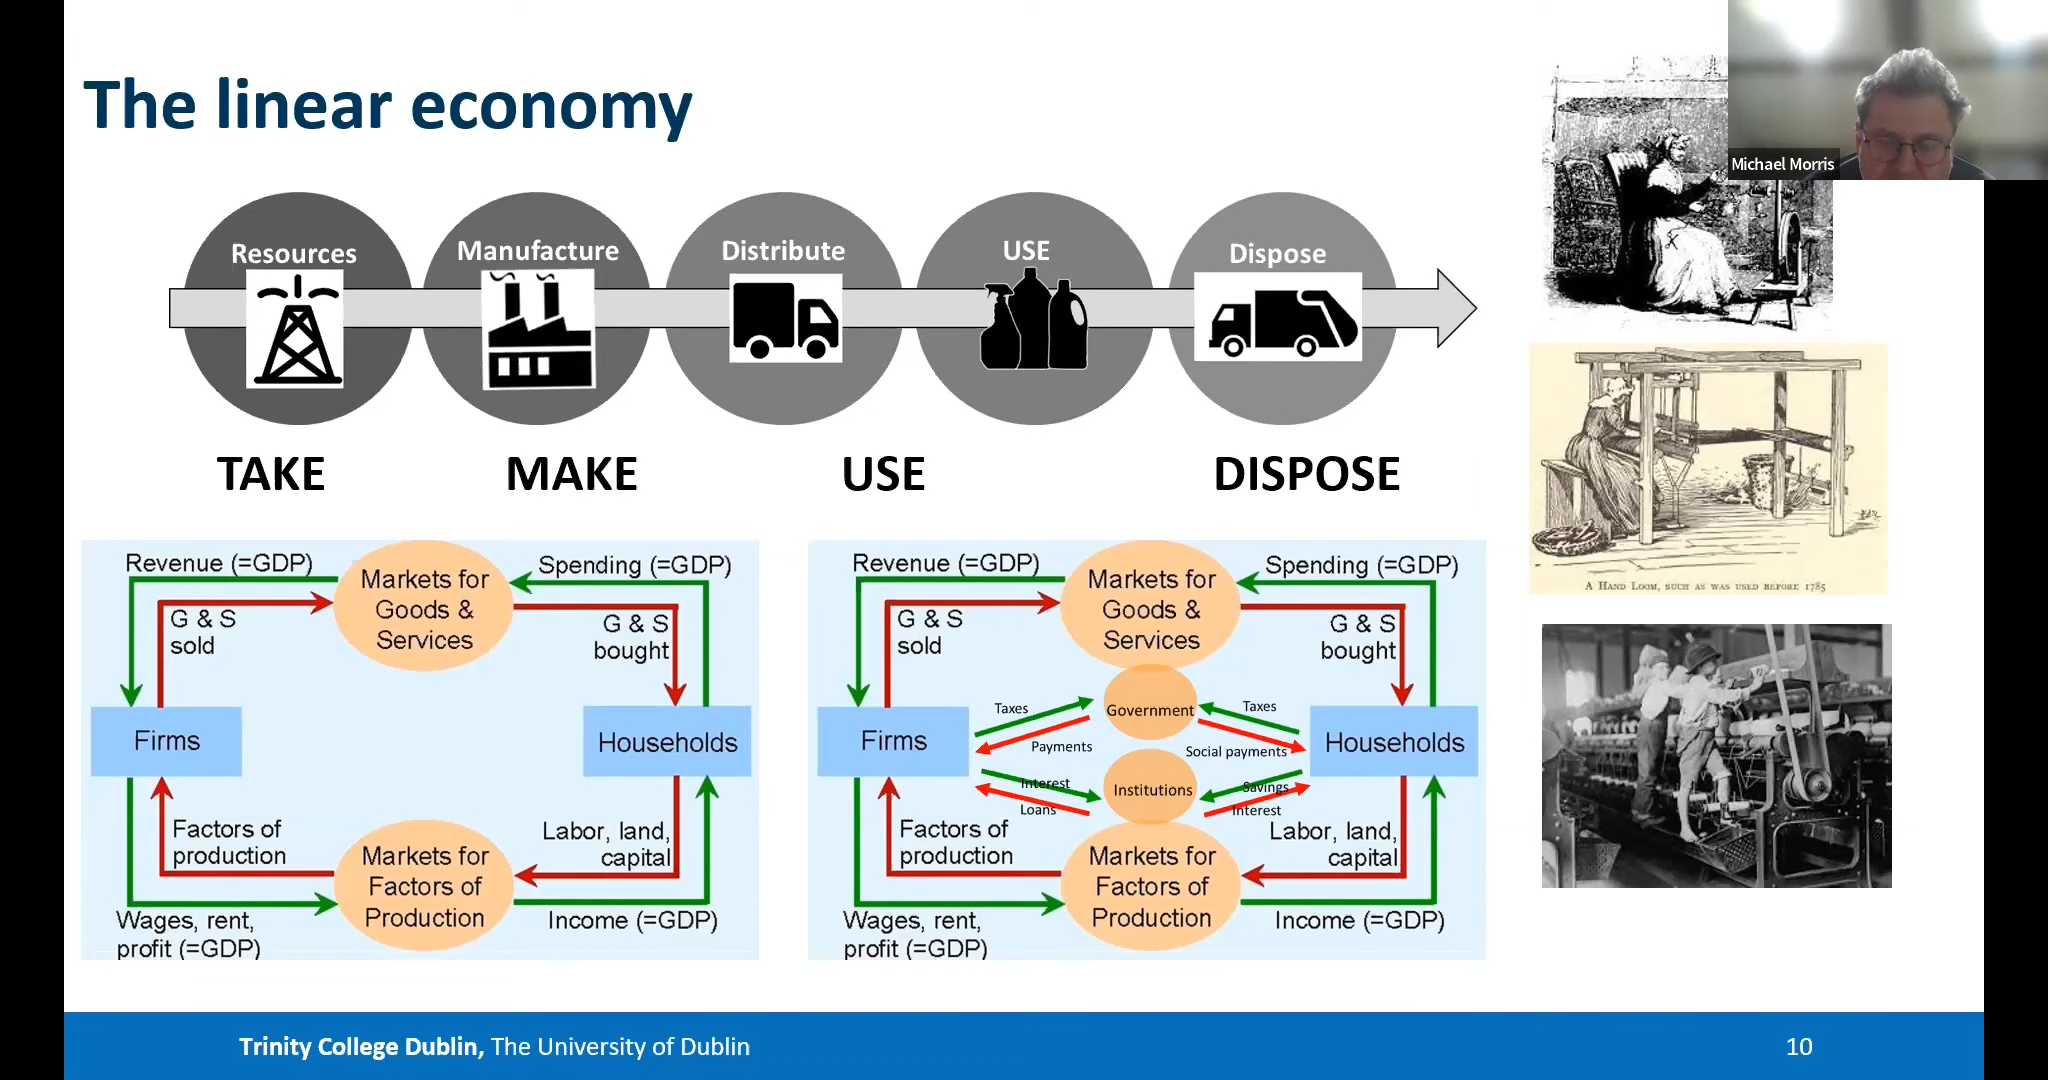 The linear economy
Michael Morris
Resources
Manufacture
Distribute
USE
Dispose
TAKE
MAKE
USE
DISPOSE
A HAND LOOM, SUCH AS WAS USED BEFORE 1785
Revenue (=GDP)
Markets for
Goods &
Services
Spending (=GDP)
G & S
sold
G & S
bought
Firms
Households
Factors of
production
Markets for
Factors of
Production
Labor, land,
capital
Wages, rent,
profit (=GDP)
Income (=GDP)
Revenue (=GDP)
Markets for
Goods &
Services
Spending (=GDP)
G & S
sold
G & S
bought
Taxes
Government
Taxes
Firms
Payments
Social payments
Households
Interest
Institutions
Savings
Loans
Interest
Factors of
production
Markets for
Factors of
Production
Labor, land,
capital
Wages, rent,
profit (=GDP)
Income (=GDP)
Trinity College Dublin, The University of Dublin
10